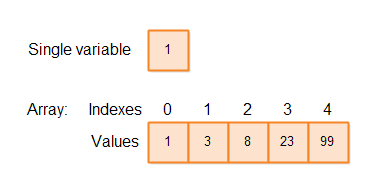 Single variable 1
Array: Indexes 0 1 2 3 4
Values 1 3 8 23 99